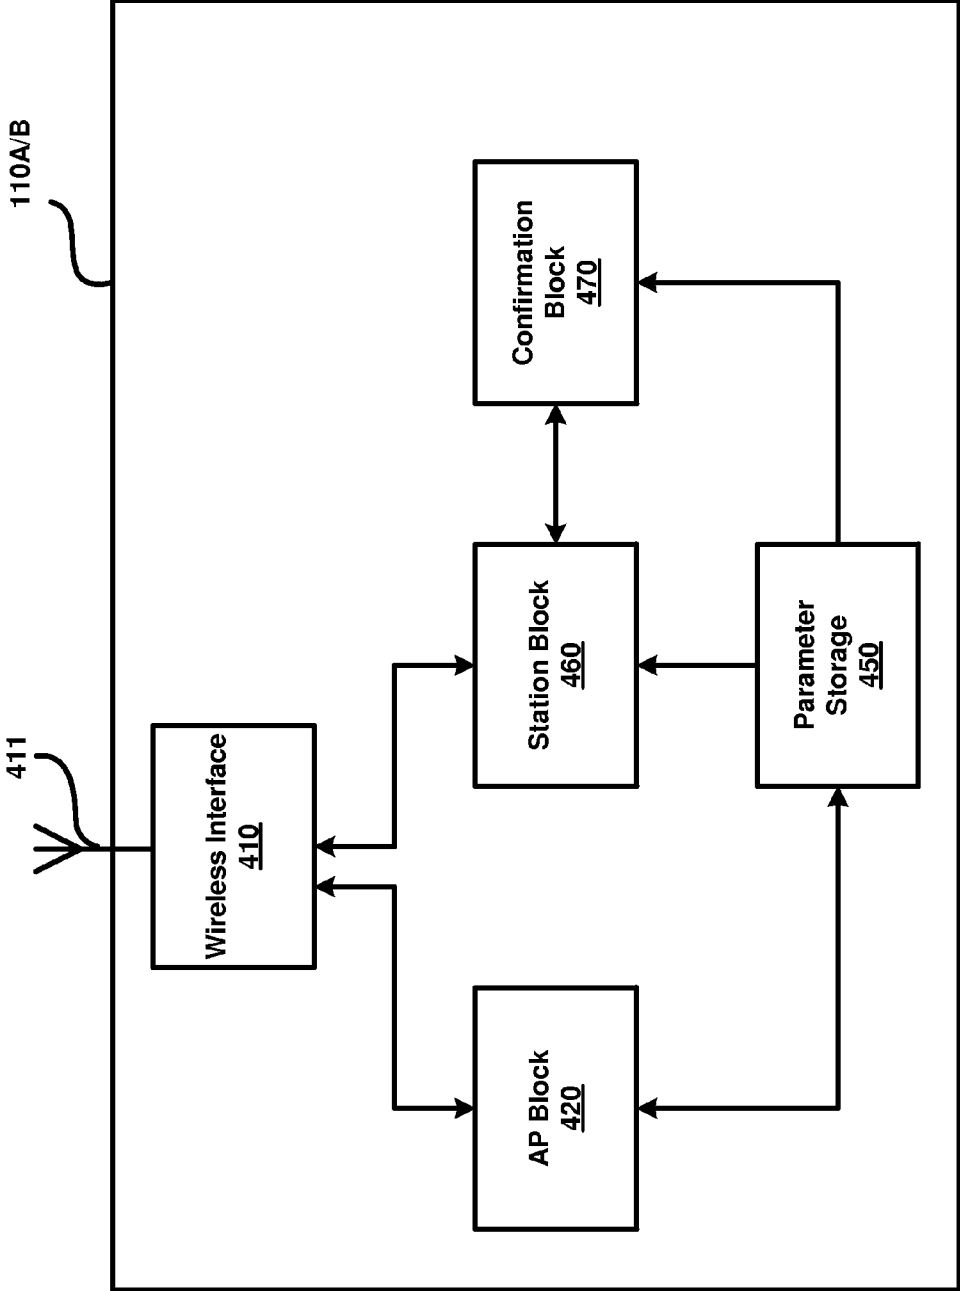 110A/B
411
Wireless Interface
410
AP Block
420
Station Block
460
Confirmation
Block
470
Parameter
Storage
450